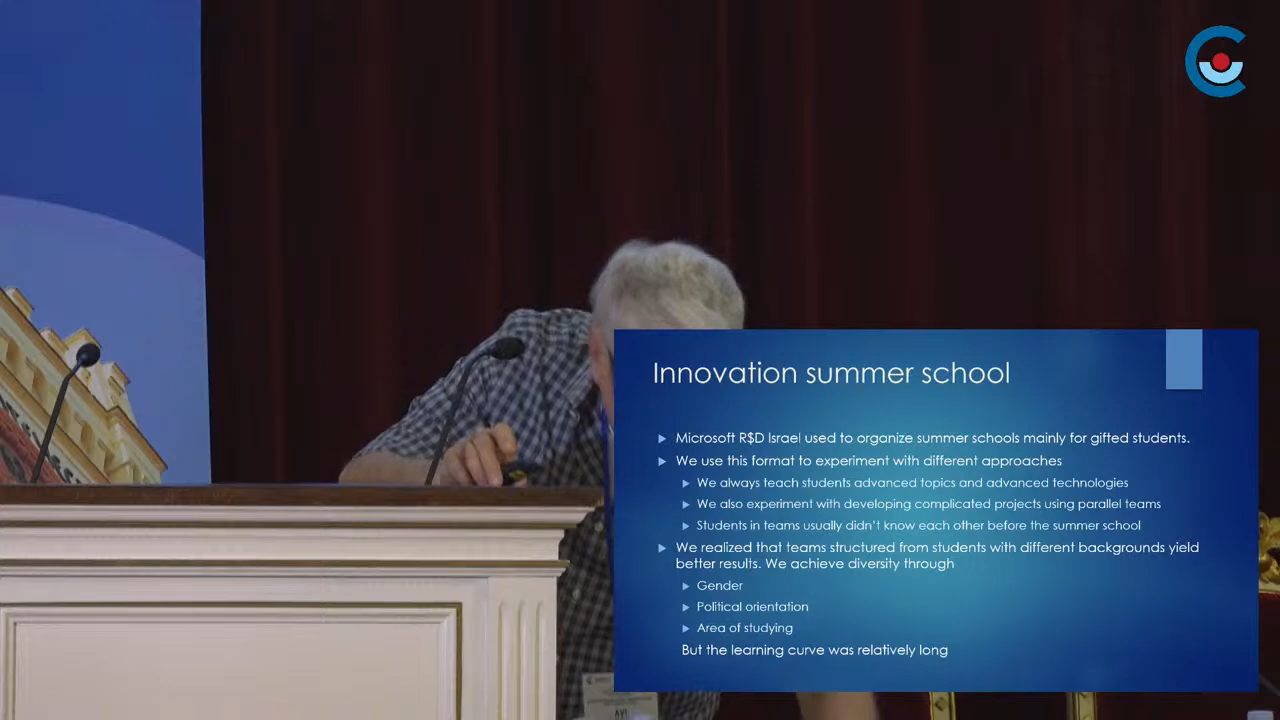 Innovation summer school
Microsoft R$D Israel used to organize summer schools mainly for gifted students.
We use this format to experiment with different approaches
We always teach students advanced topics and advanced technologies
We also experiment with developing complicated projects using parallel teams
Students in teams usually didn't know each other before the summer school
We realized that teams structured from students with different backgrounds yield
better results. We achieve diversity through
Gender
Political orientation
Area of studying
But the learning curve was relatively long
AVI